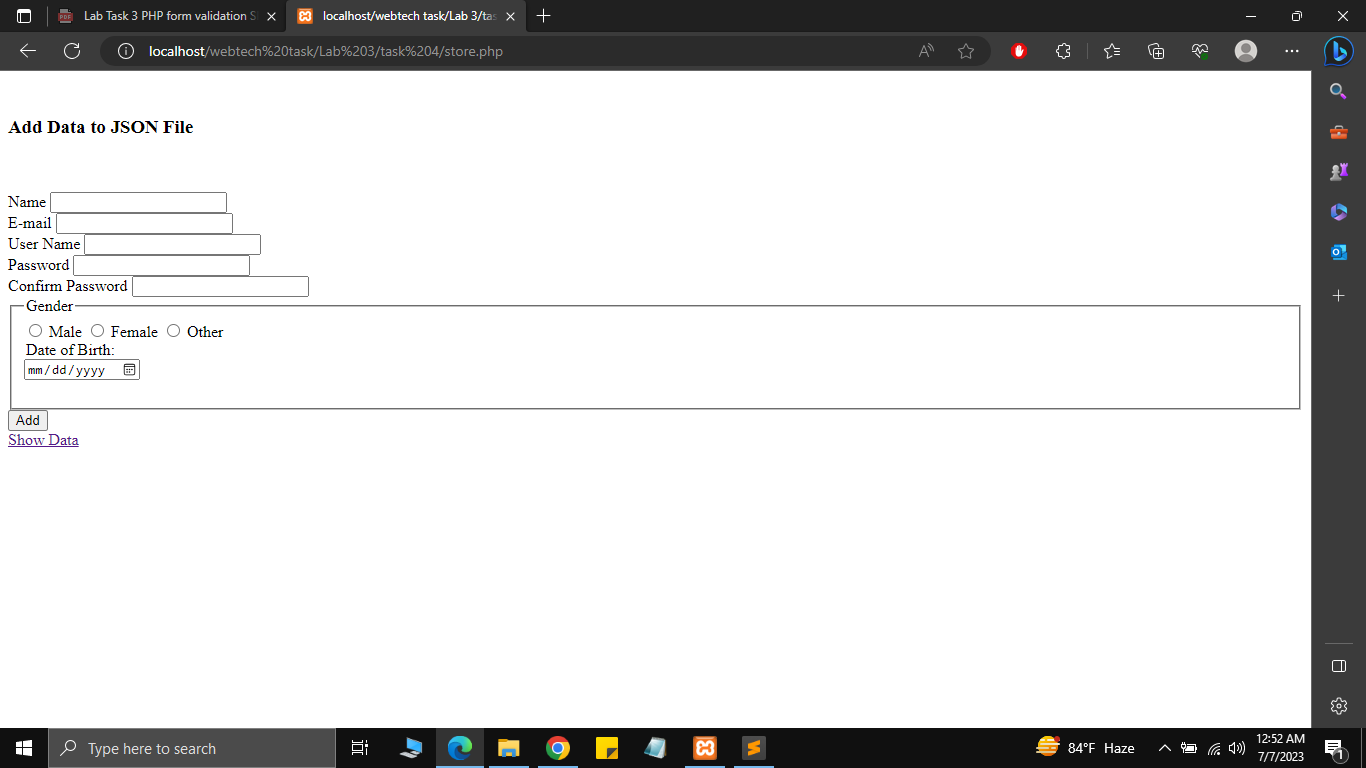 Lab Task 3 PHP form validation S
localhost/webtech task/Lab 3/tas
localhost/webtech%20task/Lab%203/task%204/store.php
Add Data to JSON File
Name
E-mail
User Name
Password
Confirm Password
Gender
Male Female Other
Date of Birth:
mm/dd/yyyy
Add
Show Data
Type here to search
84°F Haze
12:52 AM
7/7/2023
1